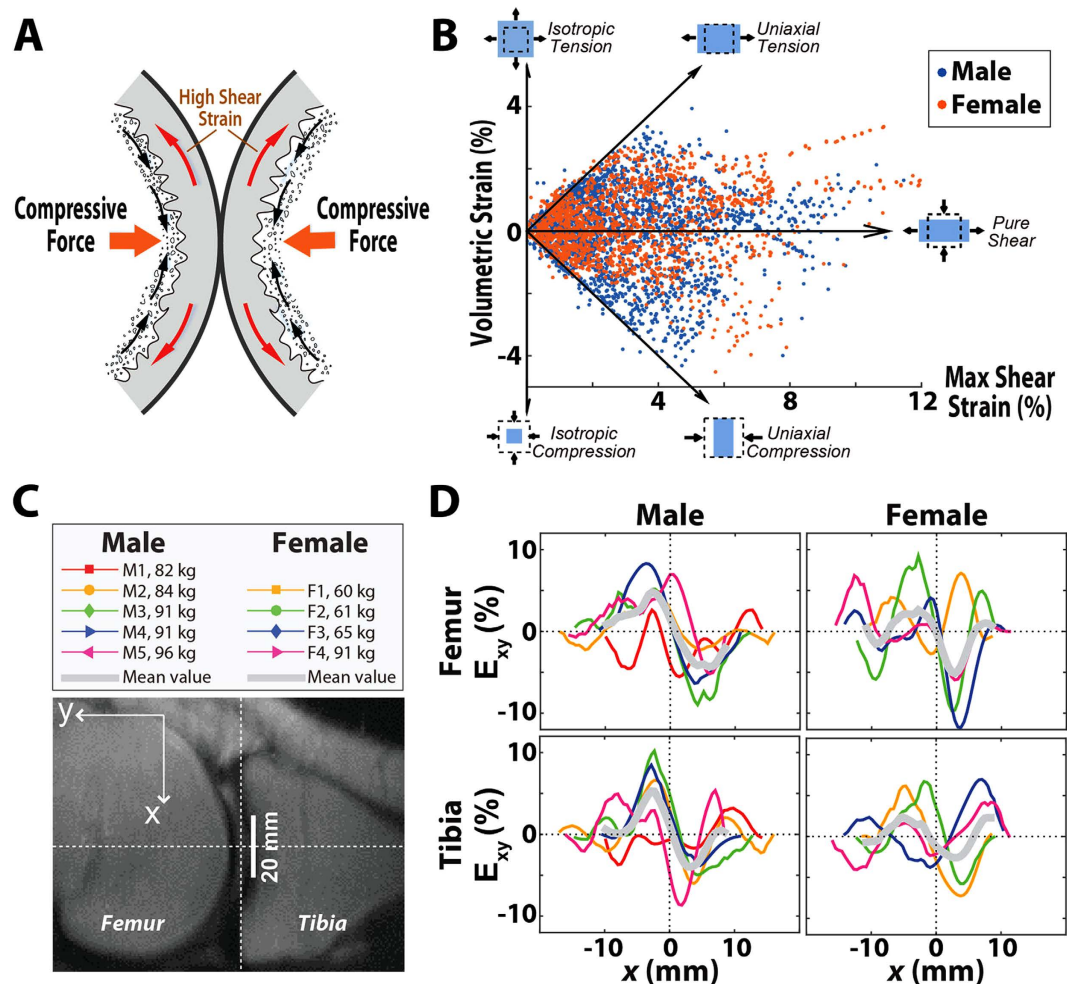 A
High Shear
Strain
Compressive
Force
Compressive
Force
B
Isotropic
Tension
Uniaxial
Tension
Male
Female
Volumetric Strain (%)
4
0
-4
Pure
Shear
4
8
12
Max Shear
Strain (%)
Isotropic
Compression
Uniaxial
Compression
C
Male
Female
M1, 82 kg
M2, 84 kg
F1, 60 kg
M3, 91 kg
F2, 61 kg
M4, 91 kg
F3, 65 kg
M5, 96 kg
F4, 91 kg
Mean value
Mean value
y
x
20 mm
Femur
Tibia
D
Male
Female
Femur
Exy (%)
10
0
-10
Tibia
Exy (%)
10
0
-10
-10
0
10
-10
0
10
x (mm)
x (mm)